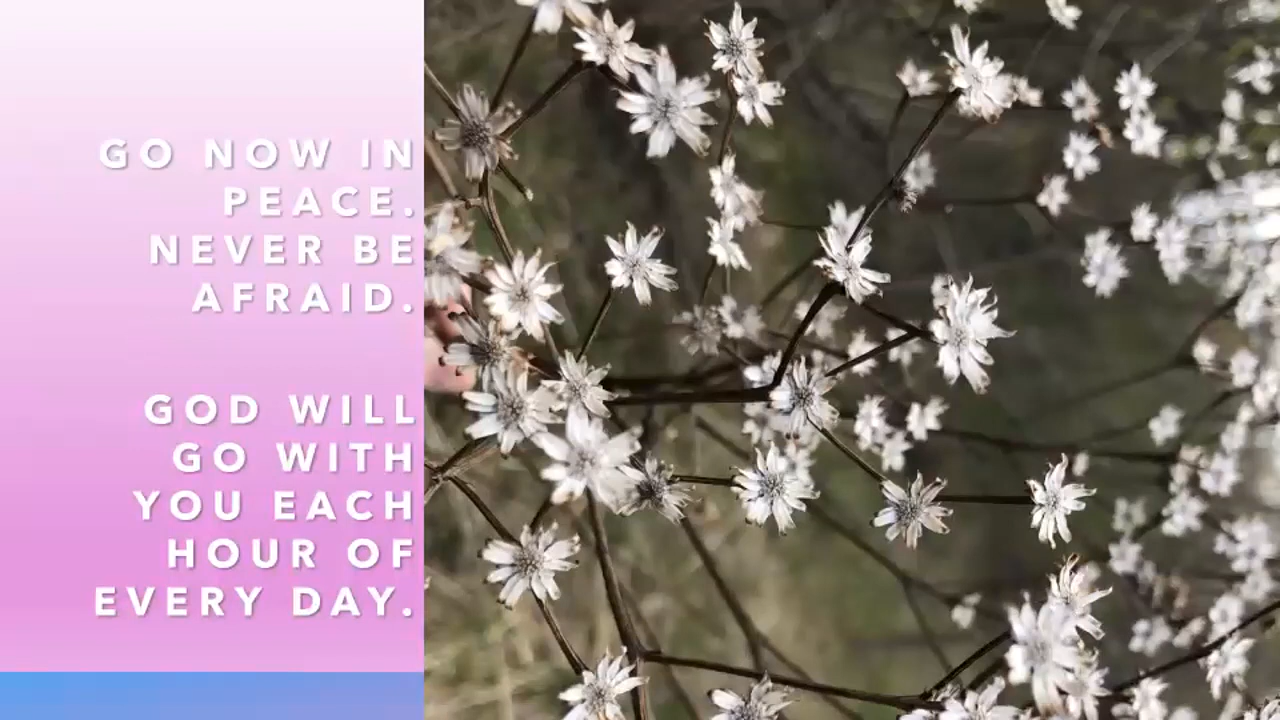 GO NOW IN
PEACE.
NEVER BE
AFRAID.
GOD WILL
GO WITH
YOU EACH
HOUR OF
EVERY DAY.